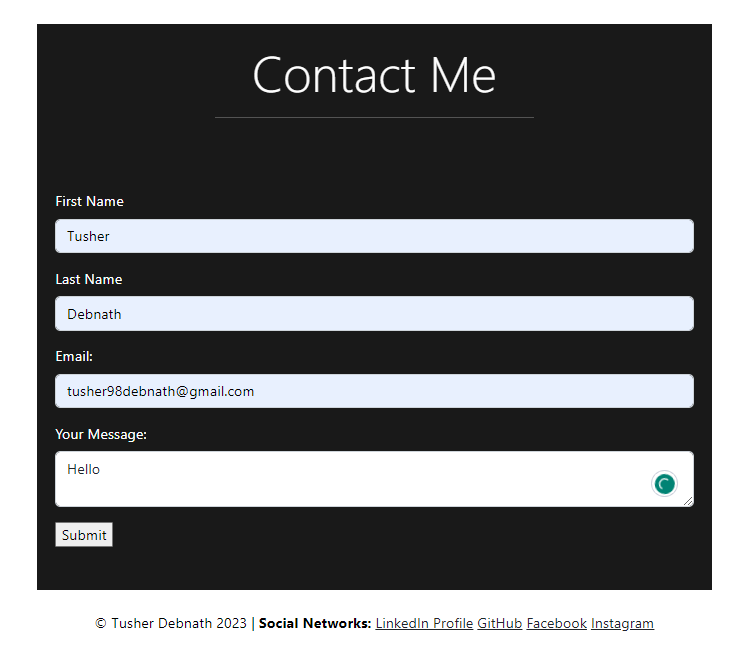 Contact Me
First Name
Tusher
Last Name
Debnath
Email:
tusher98debnath@gmail.com
Your Message:
Hello
Submit
© Tusher Debnath 2023 | Social Networks: LinkedIn Profile GitHub Facebook Instagram